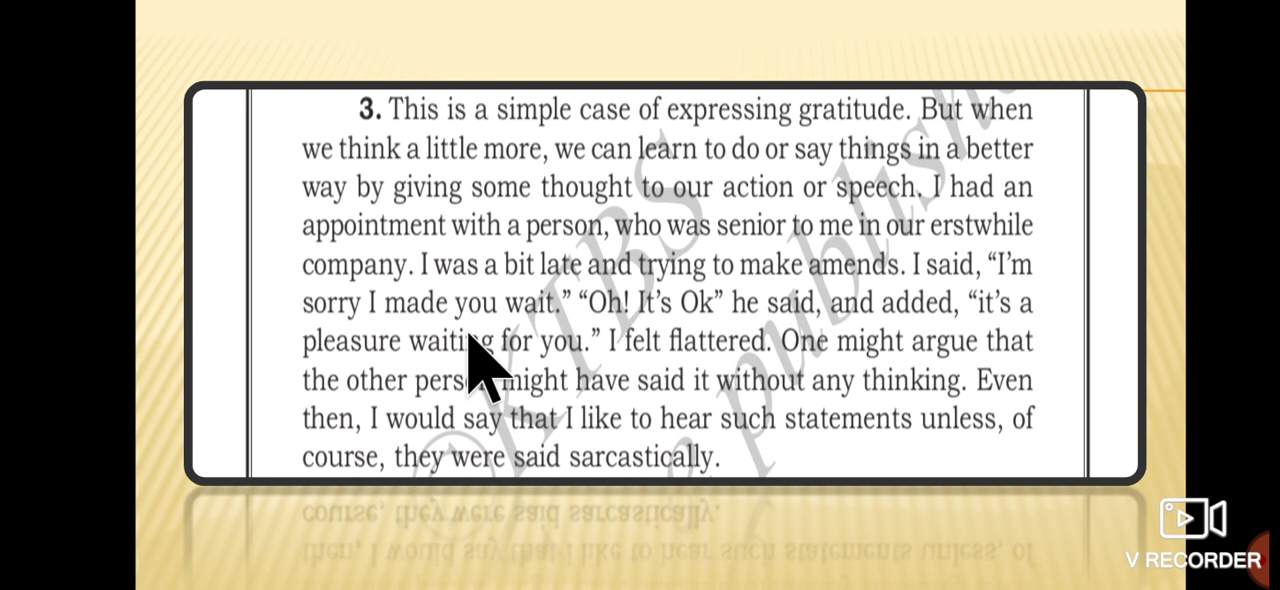 3. This is a simple case of expressing gratitude. But when
we think a little more, we can learn to do or say things in a better
way by giving some thought to our action or speech. I had an
appointment with a person, who was senior to me in our erstwhile
company. I was a bit late and trying to make amends. I said, “I’m
sorry I made you wait.” “Oh! It’s Ok” he said, and added, “it’s a
pleasure waiting for you.” I felt flattered. One might argue that
the other might have said it without any thinking. Even
then, I would say that I like to hear such statements unless, of
course, they were said sarcastically.
©KTBS
V RECORDER